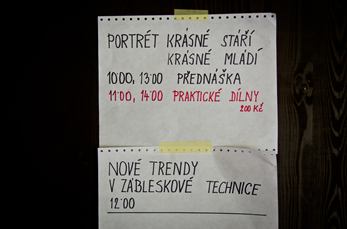 PORTRÉT KRÁSNÉ STÁŘÍ
KRÁSNÉ MLÁDÍ
10'00, 13'00 PŘEDNÁŠKA
11'00, 14'00 PRAKTICKÉ DÍLNY
200 Kč
NOVÉ TRENDY
V ZÁBLESKOVÉ TECHNICE
12'00